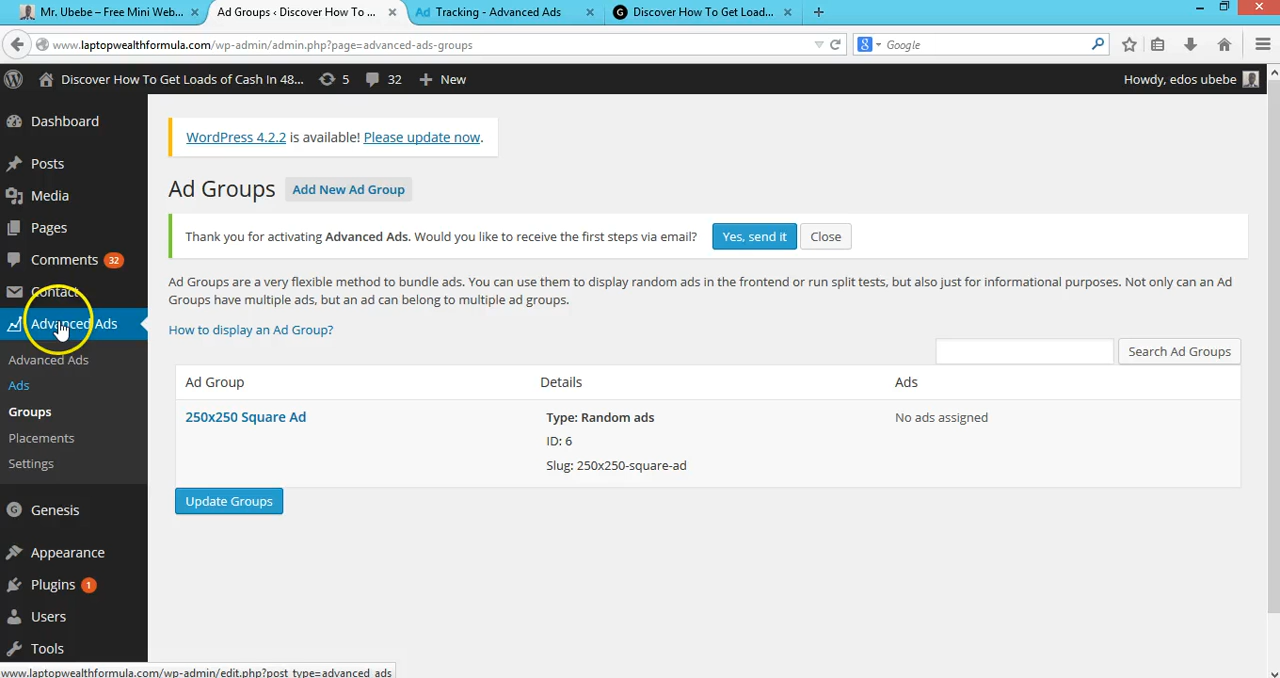 Mr. Ubebe – Free Mini Web...
Ad Groups ‹ Discover How To ...
Ad Tracking - Advanced Ads
G Discover How To Get Load...
www.laptopwealthformula.com/wp-admin/admin.php?page=advanced-ads-groups
Google
Discover How To Get Loads of Cash In 48...
5
32
New
Howdy, edos ubebe
Dashboard
Posts
Media
Pages
Comments 32
Contact
Advanced Ads
Advanced Ads
Ads
Groups
Placements
Settings
Genesis
Appearance
Plugins 1
Users
Tools
WordPress 4.2.2 is available! Please update now.
Ad Groups
Add New Ad Group
Thank you for activating Advanced Ads. Would you like to receive the first steps via email?
Yes, send it
Close
Ad Groups are a very flexible method to bundle ads. You can use them to display random ads in the frontend or run split tests, but also just for informational purposes. Not only can an Ad
Groups have multiple ads, but an ad can belong to multiple ad groups.
How to display an Ad Group?
Search Ad Groups
Ad Group
Details
Ads
250x250 Square Ad
Type: Random ads
No ads assigned
ID: 6
Slug: 250x250-square-ad
Update Groups
www.laptopwealthformula.com/wp-admin/edit.php?post_type=advanced_ads